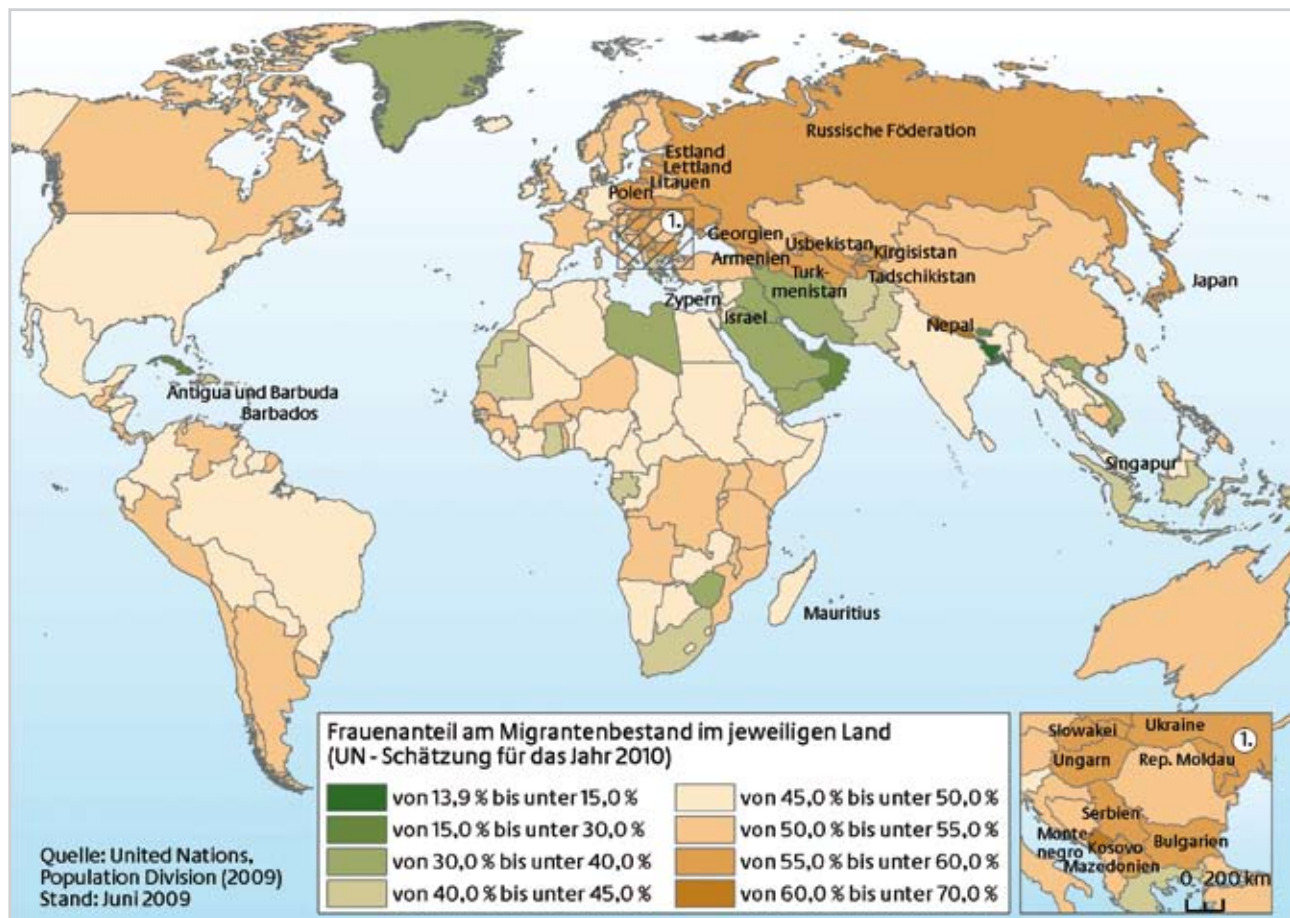 Russische Föderation
Estland
Lettland
Litauen
Polen
1.
Georgien
Usbekistan
Kirgisistan
Armenien
Turk-
menistan
Tadschikistan
Japan
Zypern
Israel
Nepal
Antigua und Barbuda
Barbados
Singapur
Mauritius
Frauenanteil am Migrantenbestand im jeweiligen Land
(UN - Schätzung für das Jahr 2010)
von 13,9 % bis unter 15,0 %
von 15,0 % bis unter 30,0 %
von 30,0 % bis unter 40,0 %
von 40,0 % bis unter 45,0 %
von 45,0 % bis unter 50,0 %
von 50,0 % bis unter 55,0 %
von 55,0 % bis unter 60,0 %
von 60,0 % bis unter 70,0 %
Quelle: United Nations,
Population Division (2009)
Stand: Juni 2009
Slowakei
Ukraine
1.
Ungarn
Rep. Moldau
Serbien
Monte
negro
Kosovo
Bulgarien
Mazedonien
0 200 km